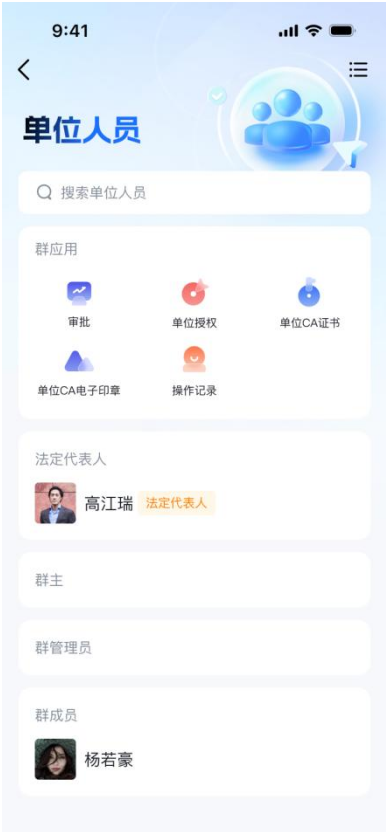 9:41
单位人员
搜索单位人员
群应用
审批
单位授权
单位CA证书
单位CA电子印章
操作记录
法定代表人
高江瑞 法定代表人
群主
群管理员
群成员
杨若豪